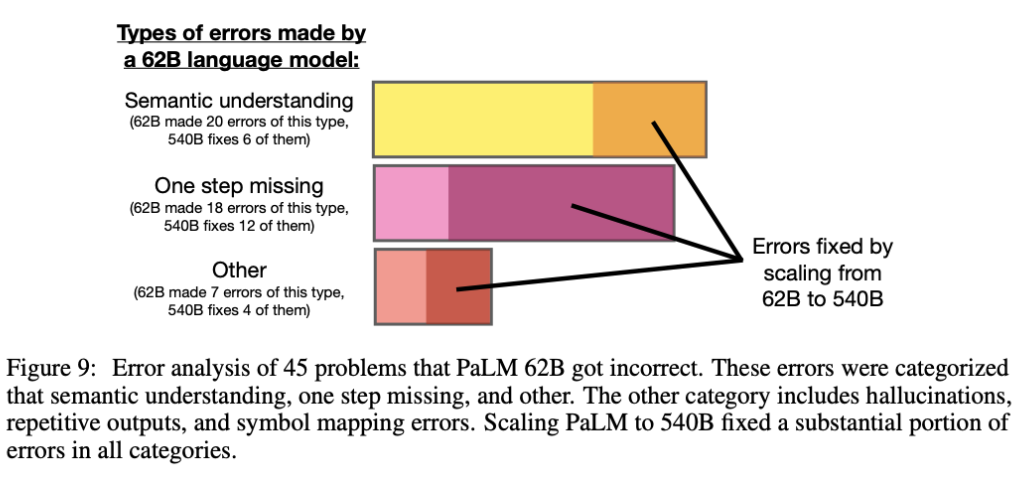 Types of errors made by
a 62B language model:
Semantic understanding
(62B made 20 errors of this type,
540B fixes 6 of them)
One step missing
(62B made 18 errors of this type,
540B fixes 12 of them)
Other
(62B made 7 errors of this type,
540B fixes 4 of them)
Errors fixed by
scaling from
62B to 540B
Figure 9: Error analysis of 45 problems that PaLM 62B got incorrect. These errors were categorized
that semantic understanding, one step missing, and other. The other category includes hallucinations,
repetitive outputs, and symbol mapping errors. Scaling PaLM to 540B fixed a substantial portion of
errors in all categories.